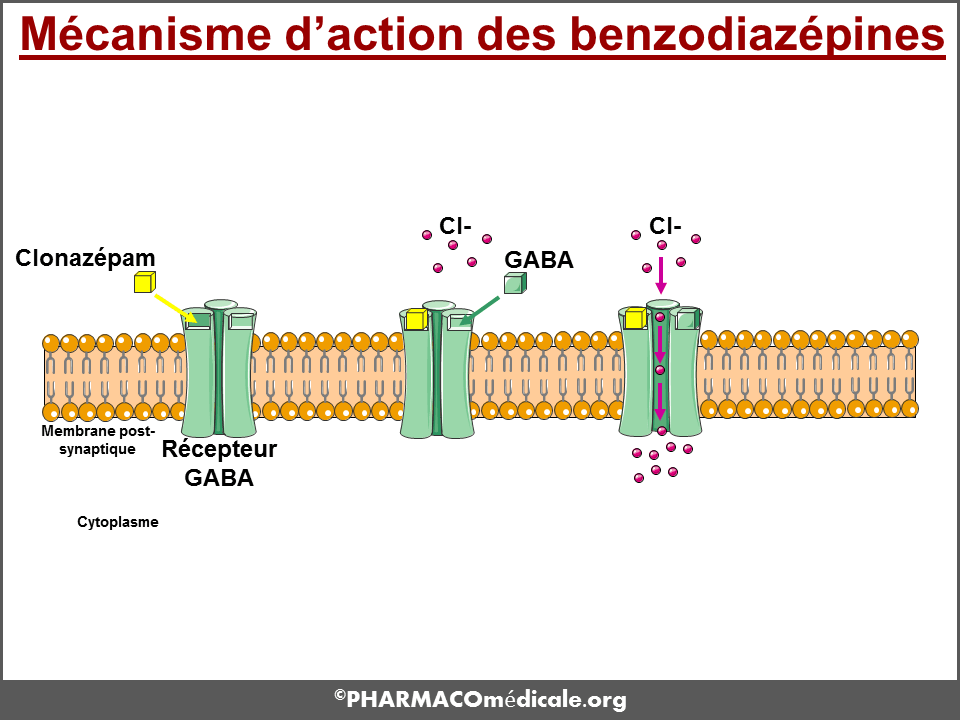 Mécanisme d’action des benzodiazépines
Cl-
Cl-
Clonazépam
GABA
Membrane post-
synaptique
Récepteur
GABA
Cytoplasme
©PHARMACOmédicale.org